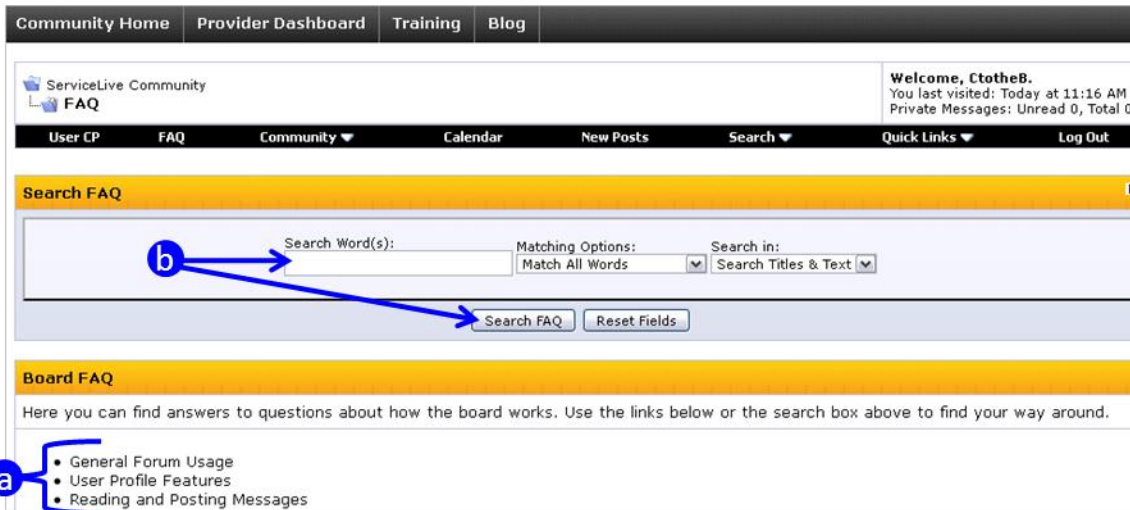 Community Home Provider Dashboard Training Blog
ServiceLive Community
FAQ
Welcome, CtotheB.
You last visited: Today at 11:16 AM
Private Messages: Unread 0, Total 0
User CP FAQ Community Calendar New Posts Search Quick Links Log Out
Search FAQ
b
Search Word(s): Matching Options: Search in:
Match All Words Search Titles & Text
Search FAQ Reset Fields
Board FAQ
Here you can find answers to questions about how the board works. Use the links below or the search box above to find your way around.
a
• General Forum Usage
• User Profile Features
• Reading and Posting Messages